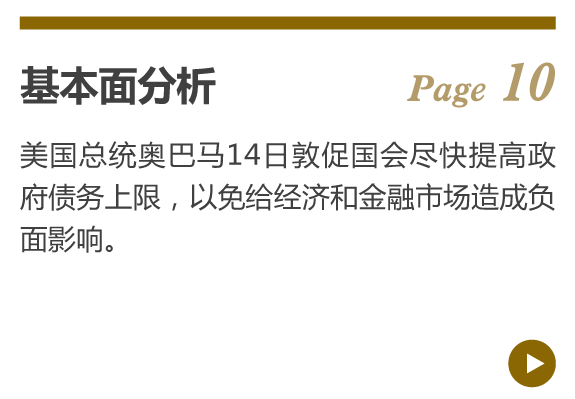 基本面分析 Page 10
美国总统奥巴马14日敦促国会尽快提高政
府债务上限，以免给经济和金融市场造成负
面影响。